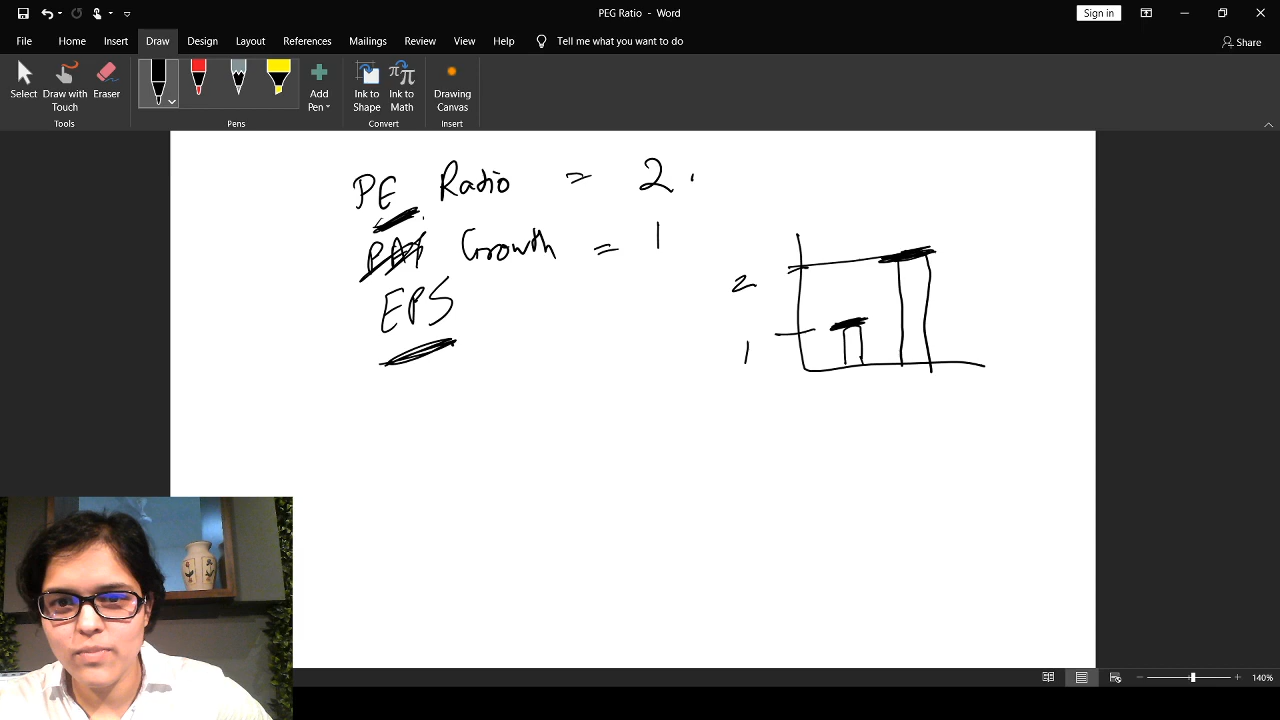 PEG Ratio - Word
Sign in
File Home Insert Draw Design Layout References Mailings Review View Help Tell me what you want to do
Share
Select
Draw with Touch
Eraser
Add Pen
Ink to Shape
Ink to Math
Drawing Canvas
Tools
Pens
Convert
Insert
PE Ratio = 2
Growth = 1
EPS
2
1
140%